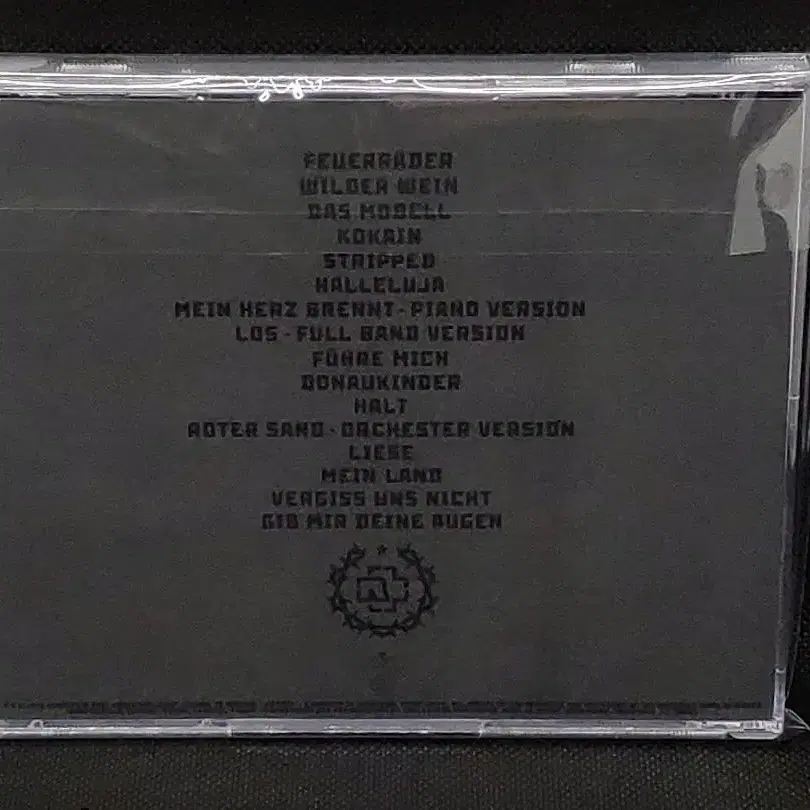 FEUERRÄDER
WILDER WEIN
DAS MODELL
KOKAIN
STRIPPED
HALLELUJA
MEIN HERZ BRENNT · PIANO VERSION
LOS · FULL BAND VERSION
FÜHRE MICH
DONAUKINDER
HALT
ROTER SAND · ORCHESTER VERSION
LIESE
MEIN LAND
VERGISS UNS NICHT
GIB MIR DEINE AUGEN